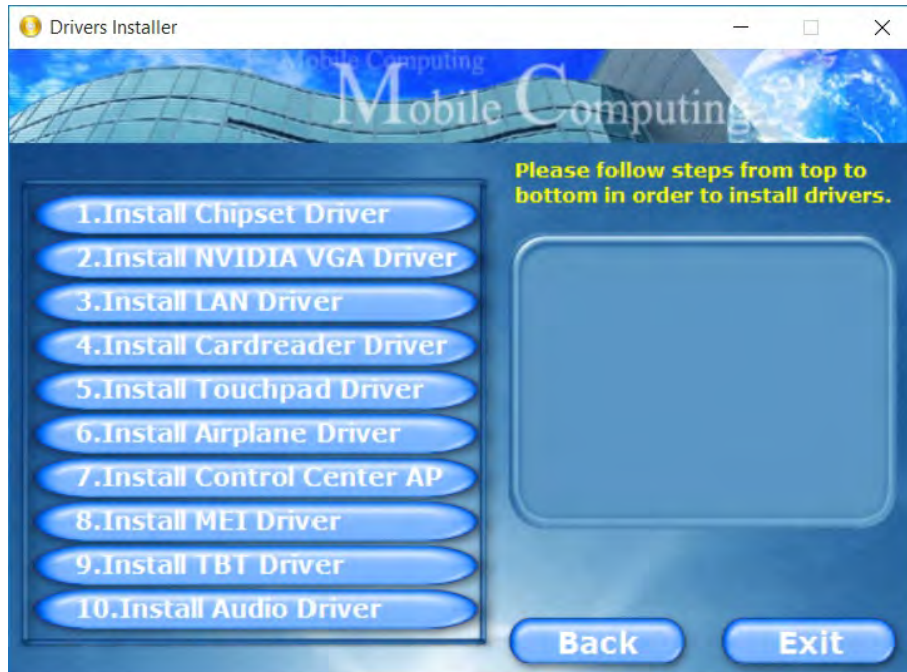 Drivers Installer
Mobile Computing
Mobile Computing
Please follow steps from top to
bottom in order to install drivers.
1.Install Chipset Driver
2.Install NVIDIA VGA Driver
3.Install LAN Driver
4.Install Cardreader Driver
5.Install Touchpad Driver
6.Install Airplane Driver
7.Install Control Center AP
8.Install MEI Driver
9.Install TBT Driver
10.Install Audio Driver
Back
Exit